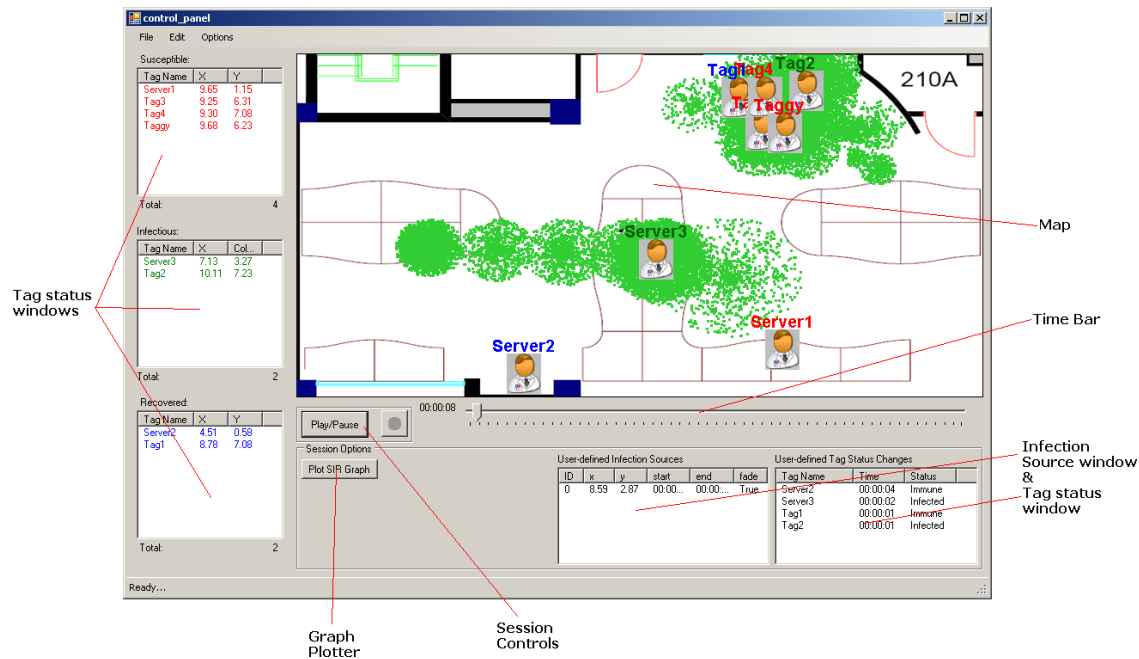 control_panel
File Edit Options
Susceptible:
Tag Name X Y
Server1 9.65 1.15
Tag3 9.25 6.31
Tag4 9.30 7.08
Taggy 9.68 6.23
Total: 4
Infectious:
Tag Name X Col...
Server3 7.13 3.27
Tag2 10.11 7.23
Total: 2
Recovered:
Tag Name X Y
Server2 4.51 0.58
Tag1 8.78 7.08
Total: 2
Tag4 Tag2
Taggy
210A
Server3
Server1
Server2
Play/Pause
00:00:08
Session Options
Plot SIR Graph
User-defined Infection Sources
ID x y start end fade
0 8.59 2.87 00:00... 00:00... True
User-defined Tag Status Changes
Tag Name Time Status
Server2 00:00:04 Immune
Server3 00:00:02 Infected
Tag1 00:00:01 Immune
Tag2 00:00:01 Infected
Ready...
Tag status
windows
Map
Time Bar
Infection
Source window
&
Tag status
window
Graph
Plotter
Session
Controls